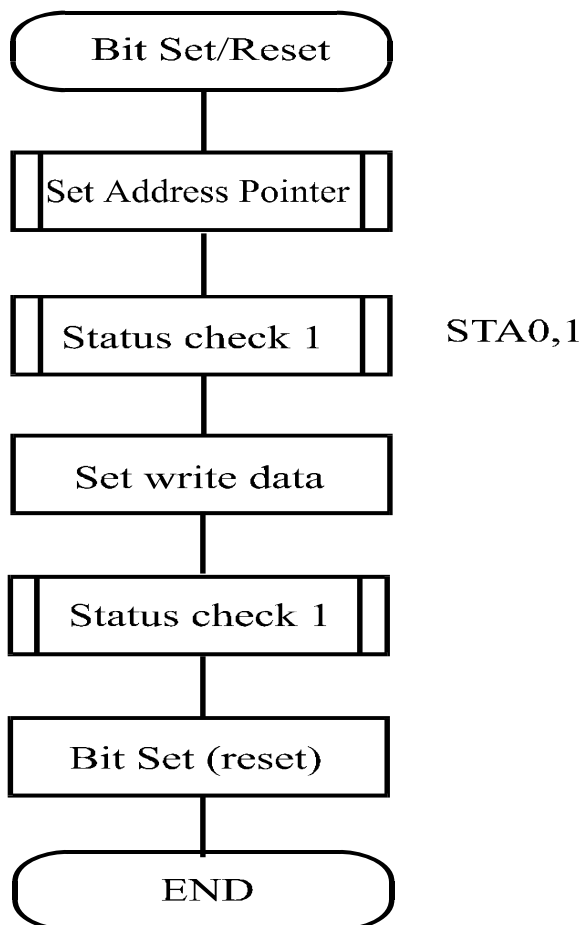 Bit Set/Reset
Set Address Pointer
Status check 1
STA0,1
Set write data
Status check 1
Bit Set (reset)
END